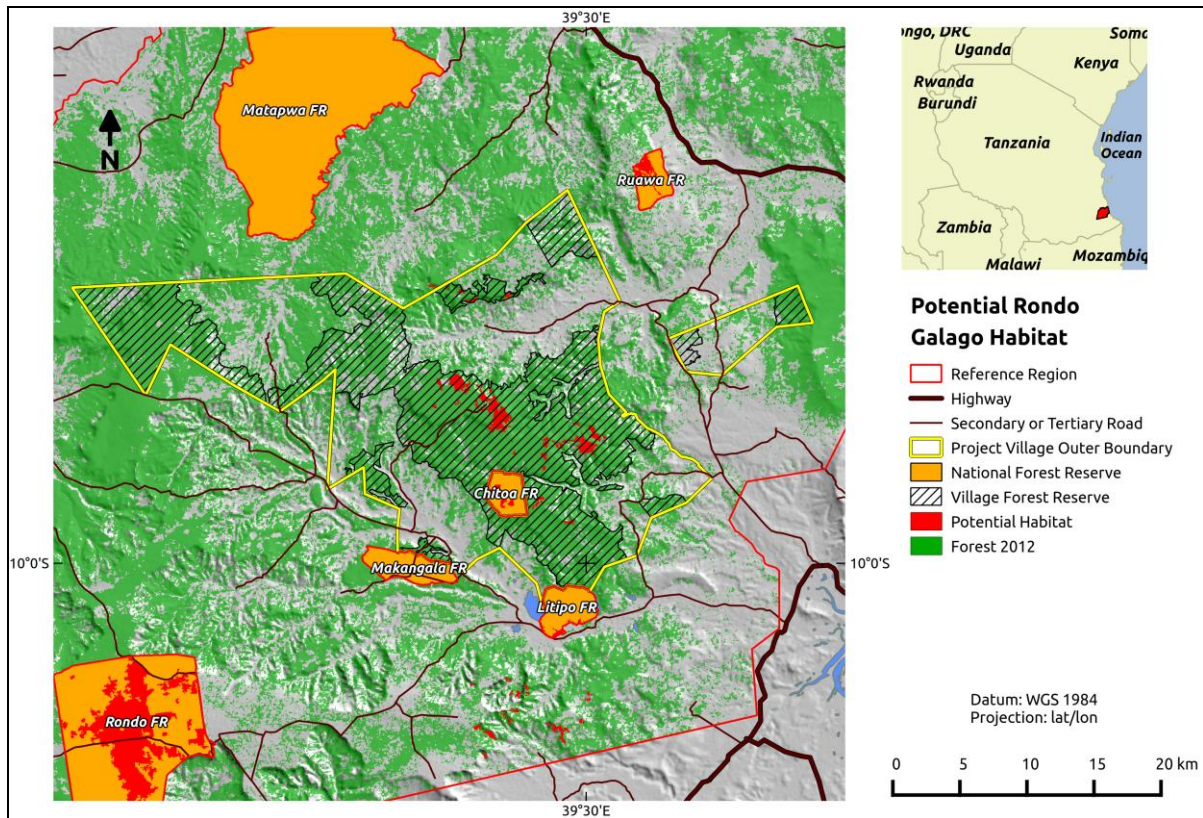 39°30'E
Matapwa FR
N
Ruawa FR
Chitoa FR
10°0'S
10°0'S
Makangala FR
Litipo FR
Rondo FR
39°30'E
ongo, DRC
Soma
Uganda
Kenya
Rwanda
Burundi
Tanzania
Indian
Ocean
Zambia
Malawi
Mozambiq
Potential Rondo
Galago Habitat
Reference Region
Highway
Secondary or Tertiary Road
Project Village Outer Boundary
National Forest Reserve
Village Forest Reserve
Potential Habitat
Forest 2012
Datum: WGS 1984
Projection: lat/lon
0 5 10 15 20 km